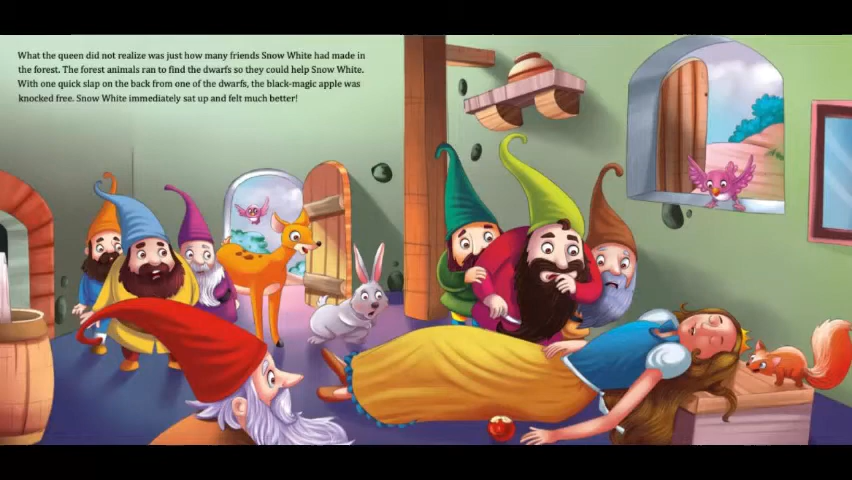 What the queen did not realize was just how many friends Snow White had made in
the forest. The forest animals ran to find the dwarfs so they could help Snow White.
With one quick slap on the back from one of the dwarfs, the black-magic apple was
knocked free. Snow White immediately sat up and felt much better!